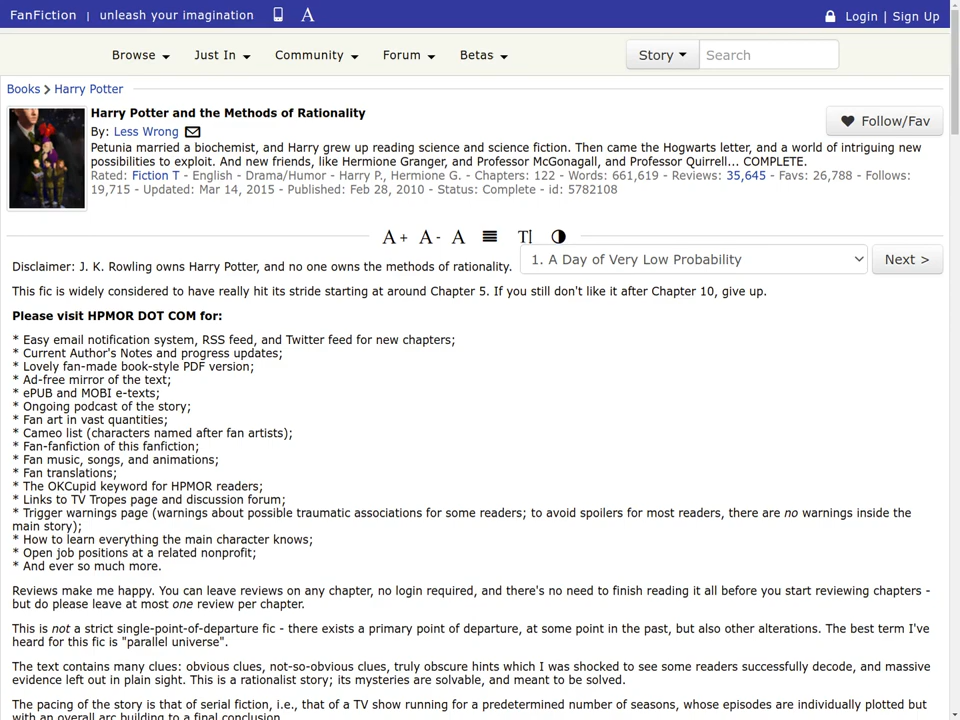 FanFiction | unleash your imagination A Login | Sign Up
Browse Just In Community Forum Betas Story Search
Books > Harry Potter
Harry Potter and the Methods of Rationality
Follow/Fav
By: Less Wrong
Petunia married a biochemist, and Harry grew up reading science and science fiction. Then came the Hogwarts letter, and a world of intriguing new
possibilities to exploit. And new friends, like Hermione Granger, and Professor McGonagall, and Professor Quirrell... COMPLETE.
Rated: Fiction T - English - Drama/Humor - Harry P., Hermione G. - Chapters: 122 - Words: 661,619 - Reviews: 35,645 - Favs: 26,788 - Follows:
19,715 - Updated: Mar 14, 2015 - Published: Feb 28, 2010 - Status: Complete - id: 5782108
A+ A- A T
1. A Day of Very Low Probability Next >
Disclaimer: J. K. Rowling owns Harry Potter, and no one owns the methods of rationality.
This fic is widely considered to have really hit its stride starting at around Chapter 5. If you still don't like it after Chapter 10, give up.
Please visit HPMOR DOT COM for:
* Easy email notification system, RSS feed, and Twitter feed for new chapters;
* Current Author's Notes and progress updates;
* Lovely fan-made book-style PDF version;
* Ad-free mirror of the text;
* ePUB and MOBI e-texts;
* Ongoing podcast of the story;
* Fan art in vast quantities;
* Cameo list (characters named after fan artists);
* Fan-fanfiction of this fanfiction;
* Fan music, songs, and animations;
* Fan translations;
* The OKCupid keyword for HPMOR readers;
* Links to TV Tropes page and discussion forum;
* Trigger warnings page (warnings about possible traumatic associations for some readers; to avoid spoilers for most readers, there are no warnings inside the
main story);
* How to learn everything the main character knows;
* Open job positions at a related nonprofit;
* And ever so much more.
Reviews make me happy. You can leave reviews on any chapter, no login required, and there's no need to finish reading it all before you start reviewing chapters -
but do please leave at most one review per chapter.
This is not a strict single-point-of-departure fic - there exists a primary point of departure, at some point in the past, but also other alterations. The best term I've
heard for this fic is "parallel universe".
The text contains many clues: obvious clues, not-so-obvious clues, truly obscure hints which I was shocked to see some readers successfully decode, and massive
evidence left out in plain sight. This is a rationalist story; its mysteries are solvable, and meant to be solved.
The pacing of the story is that of serial fiction, i.e., that of a TV show running for a predetermined number of seasons, whose episodes are individually plotted but
with an overall arc building to a final conclusion.